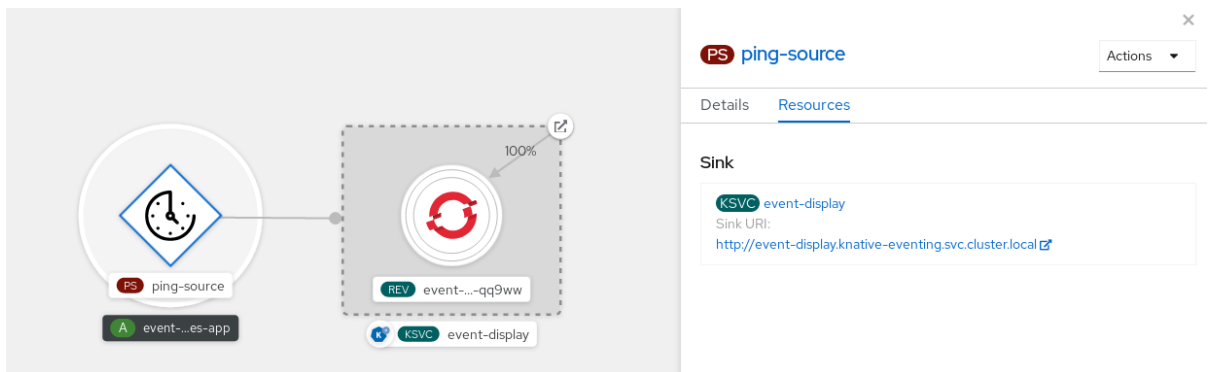 100%
PS ping-source
REV event-...-qq9ww
A event-...es-app
KSVC event-display
PS ping-source
Actions
Details Resources
Sink
KSVC event-display
Sink URI:
http://event-display.knative-eventing.svc.cluster.local